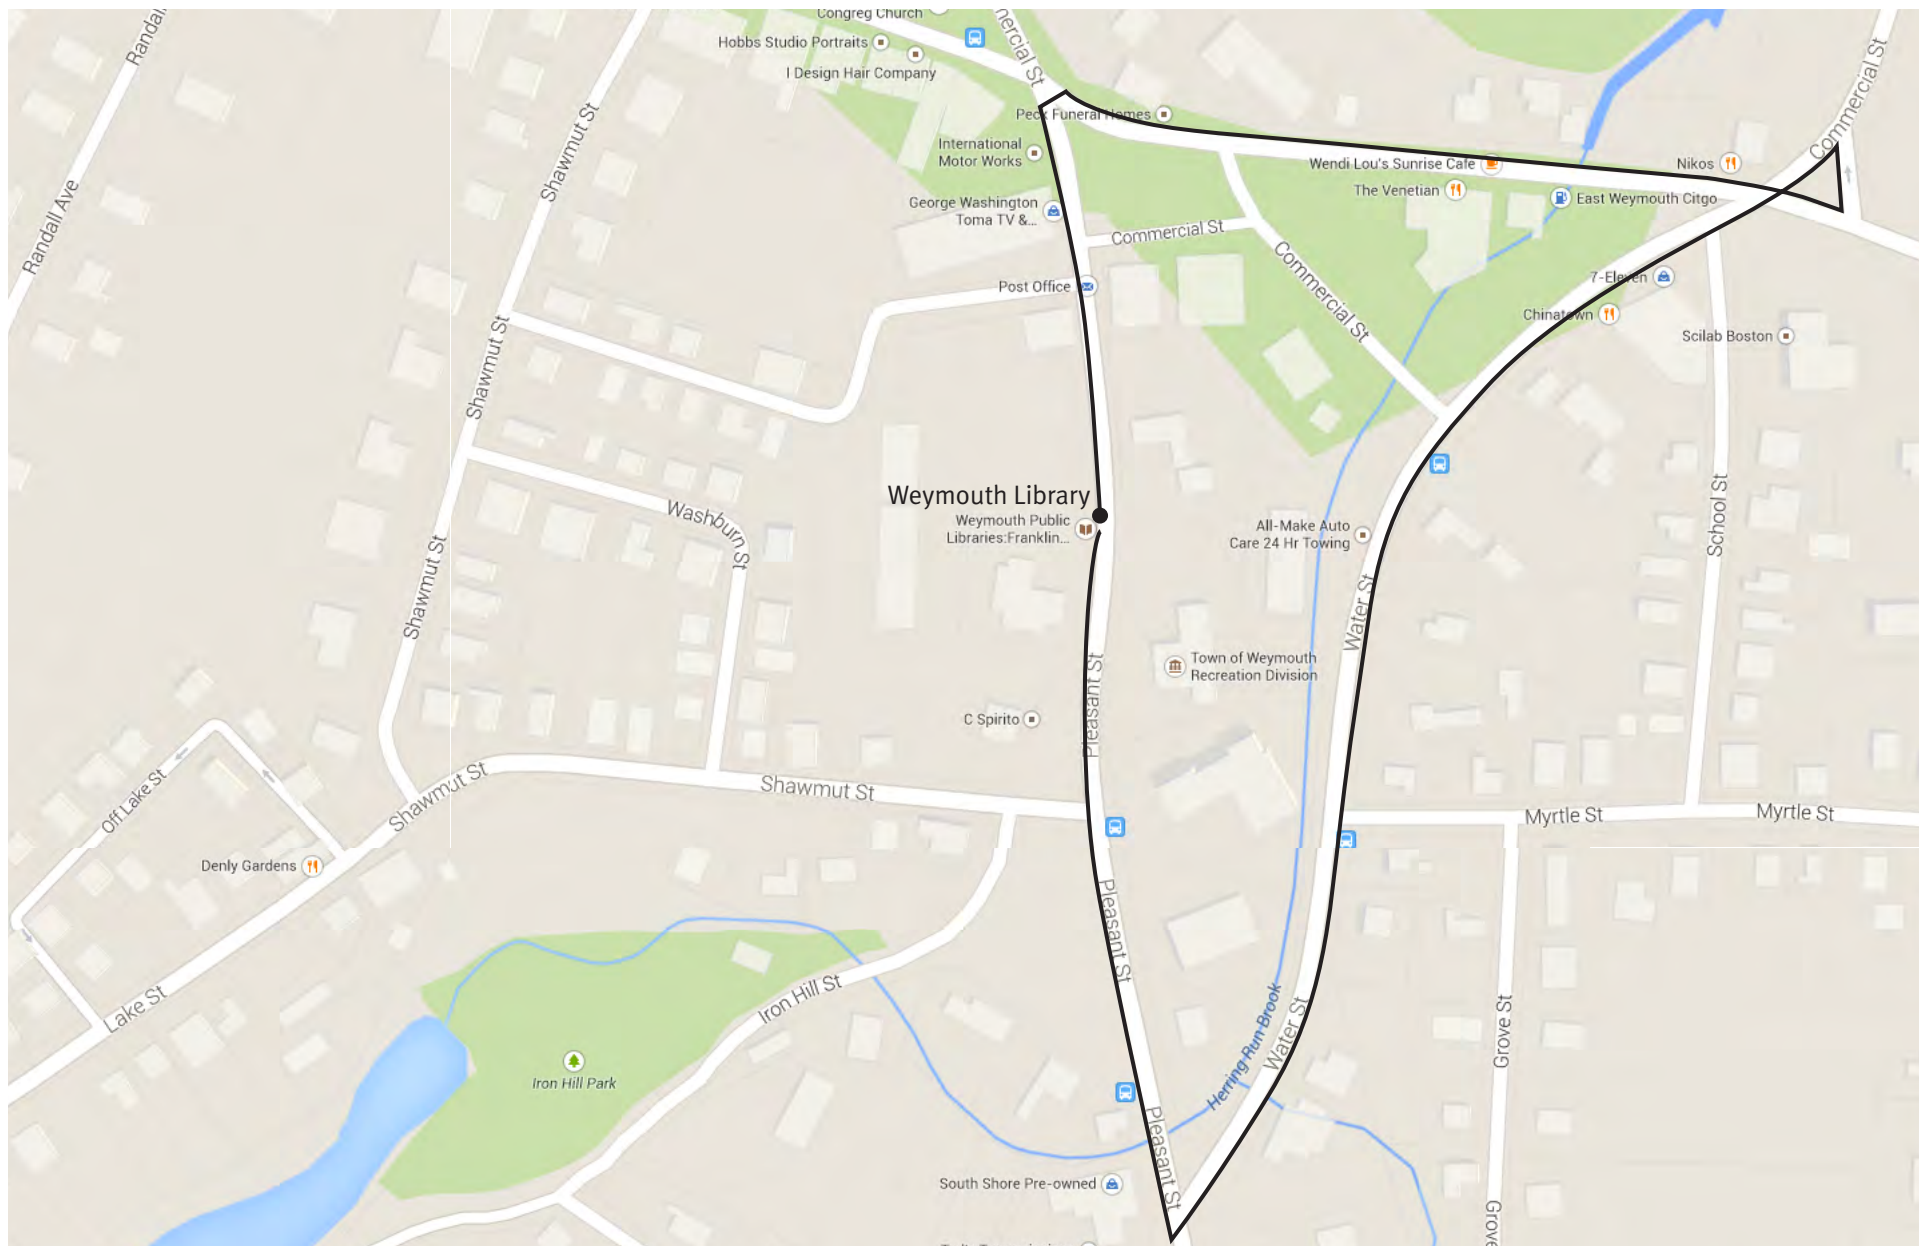 Congreg Church
Hobbs Studio Portraits
I Design Hair Company
mercial St
Commercial St
Randall
Randall Ave
Shawmut St
Peck Funeral Homes
International
Motor Works
Wendi Lou's Sunrise Cafe
Nikos
The Venetian
East Weymouth Citgo
George Washington
Toma TV &...
Commercial St
Commercial St
Post Office
7-Eleven
Chinatown
Scilab Boston
Shawmut St
Weymouth Library
Weymouth Public
Libraries:Franklin...
Washburn St
All-Make Auto
Care 24 Hr Towing
School St
Shawmut St
Water St
Town of Weymouth
Recreation Division
Pleasant St
C Spirito
Off Lake St
Shawmut St
Shawmut St
Myrtle St
Myrtle St
Denly Gardens
Pleasant St
Lake St
Iron Hill St
Water St
Herring Run Brook
Grove St
Iron Hill Park
Pleasant St
South Shore Pre-owned
Grove